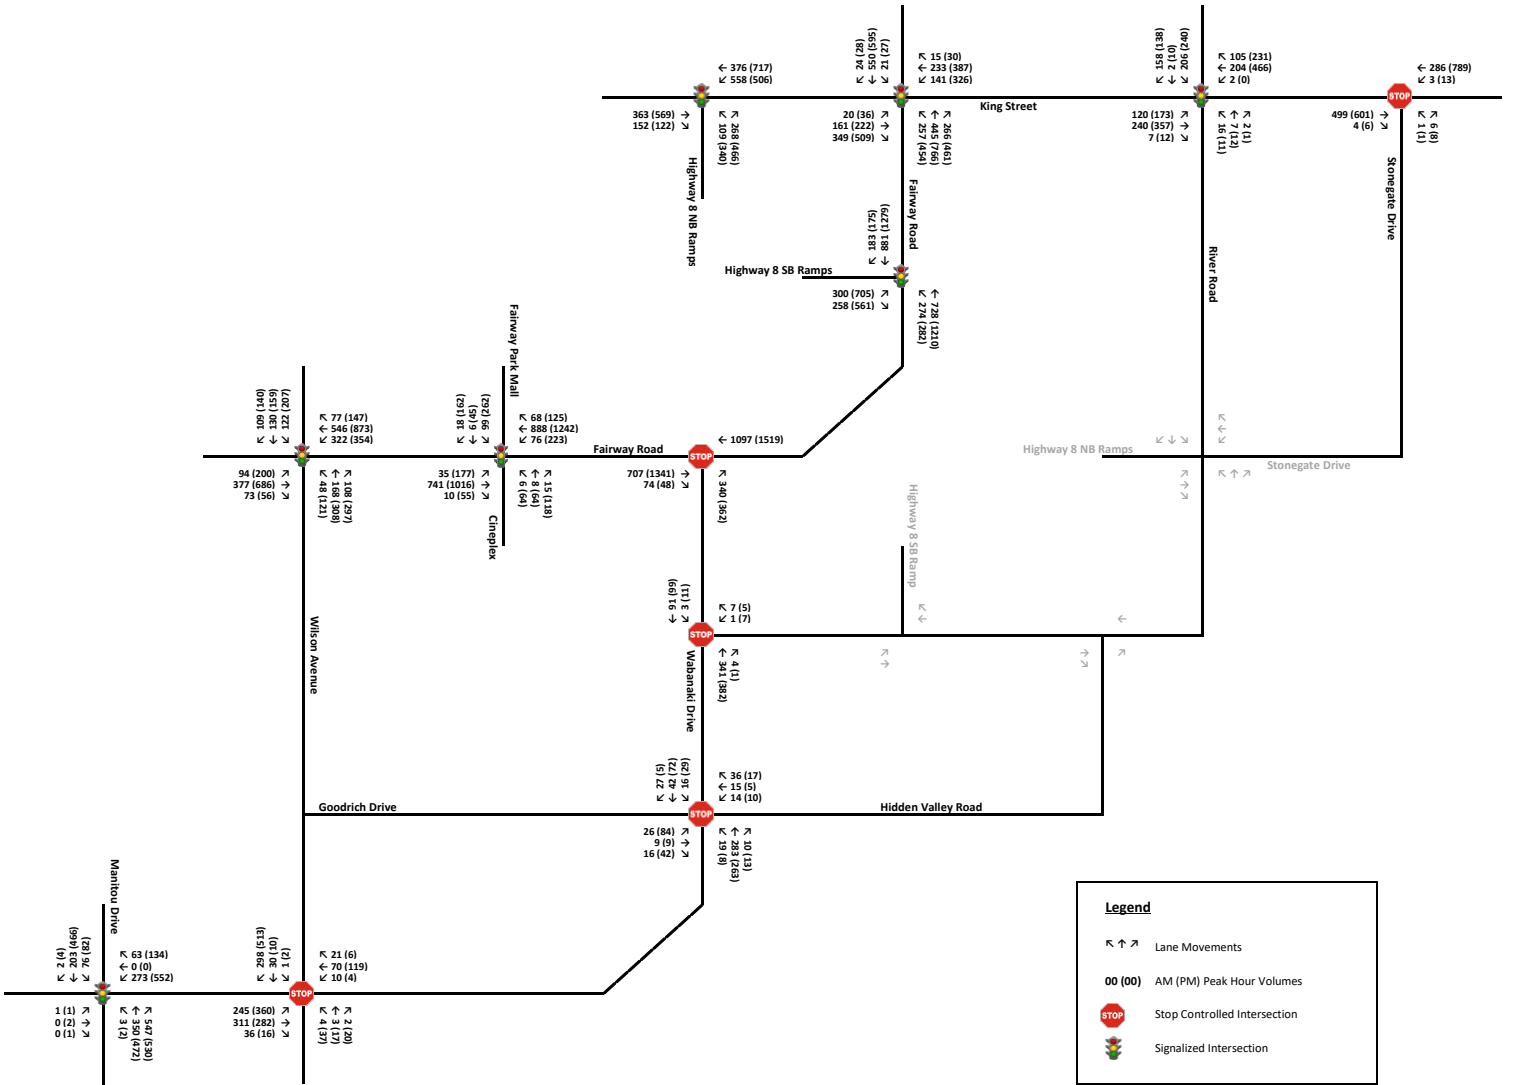 24 (28)
550 (595)
21 (27)
158 (138)
2 (10)
206 (240)
↖ 15 (30)
← 233 (387)
↙ 141 (326)
↖ 105 (231)
← 204 (466)
↙ 2 (0)
← 376 (717)
↙ 558 (506)
← 286 (789)
↙ 3 (13)
STOP
King Street
363 (569) →
152 (122) ↘
109 (340)
268 (466)
20 (36) ↗
161 (222) →
349 (509) ↘
257 (454)
445 (766)
266 (461)
120 (173) ↗
240 (357) →
7 (12) ↘
16 (11)
7 (12)
2 (1)
499 (601) →
4 (6) ↘
1 (1)
6 (8)
Highway 8 NB Ramps
Fairway Road
Stonegate Drive
183 (175)
881 (1279)
River Road
Highway 8 SB Ramps
300 (705) ↗
258 (561) ↘
274 (282)
728 (1210)
Fairway Park Mall
109 (140)
130 (159)
122 (207)
↖ 77 (147)
← 546 (873)
↙ 322 (354)
18 (162)
6 (45)
66 (262)
↖ 68 (125)
← 888 (1242)
↙ 76 (223)
Fairway Road
STOP
← 1097 (1519)
Highway 8 NB Ramps
Stonegate Drive
94 (200) ↗
377 (686) →
73 (56) ↘
48 (121)
168 (308)
108 (297)
35 (177) ↗
741 (1016) →
10 (55) ↘
6 (64)
8 (64)
15 (118)
707 (1341) →
74 (48) ↘
340 (362)
Cineplex
Highway 8 SB Ramp
91 (99)
3 (11)
↖ 7 (5)
↙ 1 (7)
STOP
341 (382)
4 (1)
Wilson Avenue
Wabanaki Drive
27 (5)
42 (72)
16 (29)
↖ 36 (17)
← 15 (5)
↙ 14 (10)
Goodrich Drive
STOP
Hidden Valley Road
26 (84) ↗
9 (9) →
16 (42) ↘
19 (8)
283 (263)
10 (13)
Manitou Drive
2 (4)
203 (466)
76 (82)
↖ 63 (134)
← 0 (0)
↙ 273 (552)
298 (513)
30 (10)
1 (2)
↖ 21 (6)
← 70 (119)
↙ 10 (4)
STOP
1 (1) ↗
0 (2) →
0 (1) ↘
3 (2)
350 (472)
547 (530)
245 (360) ↗
311 (282) →
36 (16) ↘
4 (37)
3 (17)
2 (20)
Legend
↖↑↗ Lane Movements
00 (00) AM (PM) Peak Hour Volumes
STOP Stop Controlled Intersection
Signalized Intersection